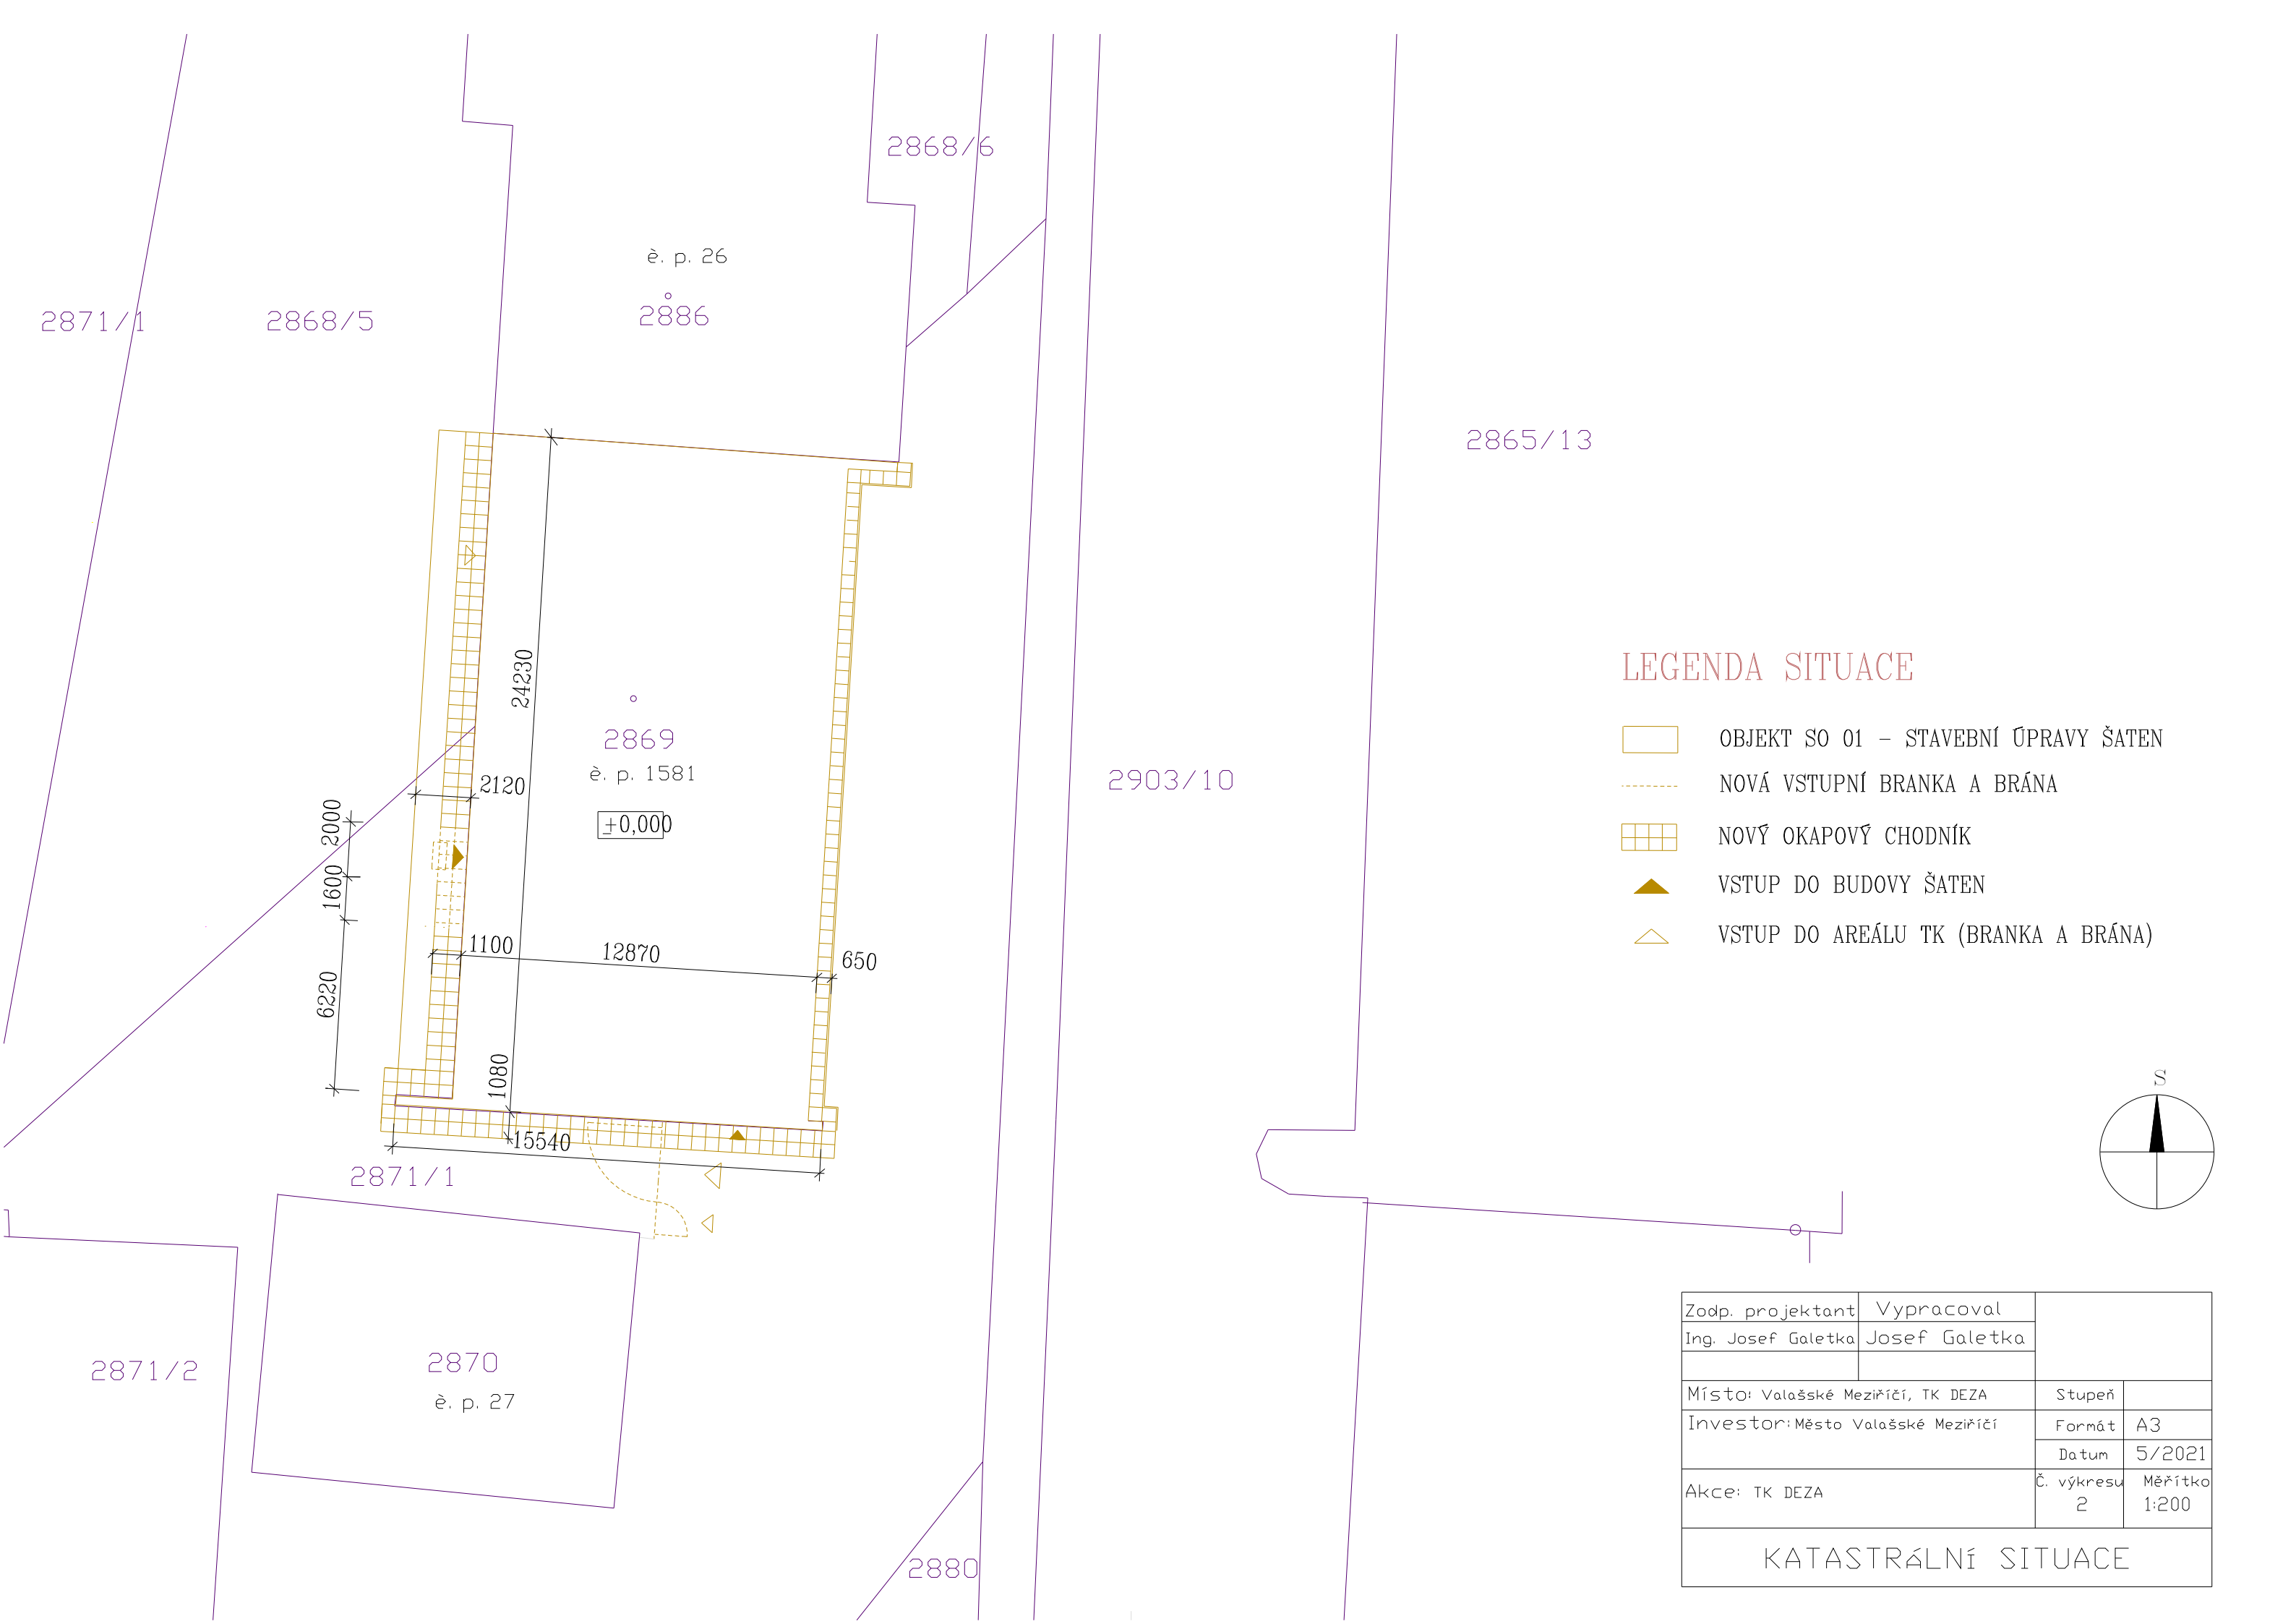 2868/6
è. p. 26
2886
2871/1
2868/5
2865/13
24230
2869
è. p. 1581
2120
±0,000
2903/10
2000
1600
6220
1100
12870
650
1080
15540
2871/1
2871/2
2870
è. p. 27
2880
LEGENDA SITUACE
OBJEKT SO 01 – STAVEBNÍ ÚPRAVY ŠATEN
NOVÁ VSTUPNÍ BRANKA A BRÁNA
NOVÝ OKAPOVÝ CHODNÍK
VSTUP DO BUDOVY ŠATEN
VSTUP DO AREÁLU TK (BRANKA A BRÁNA)
S
Zodp. projektant Vypracoval
Ing. Josef Galetka Josef Galetka
Místo: Valašské Meziříčí, TK DEZA Stupeň
Investor: Město Valašské Meziříčí Formát A3
Datum 5/2021
Č. výkresu Měřítko
Akce: TK DEZA 2 1:200
KATASTRáLNí SITUACE